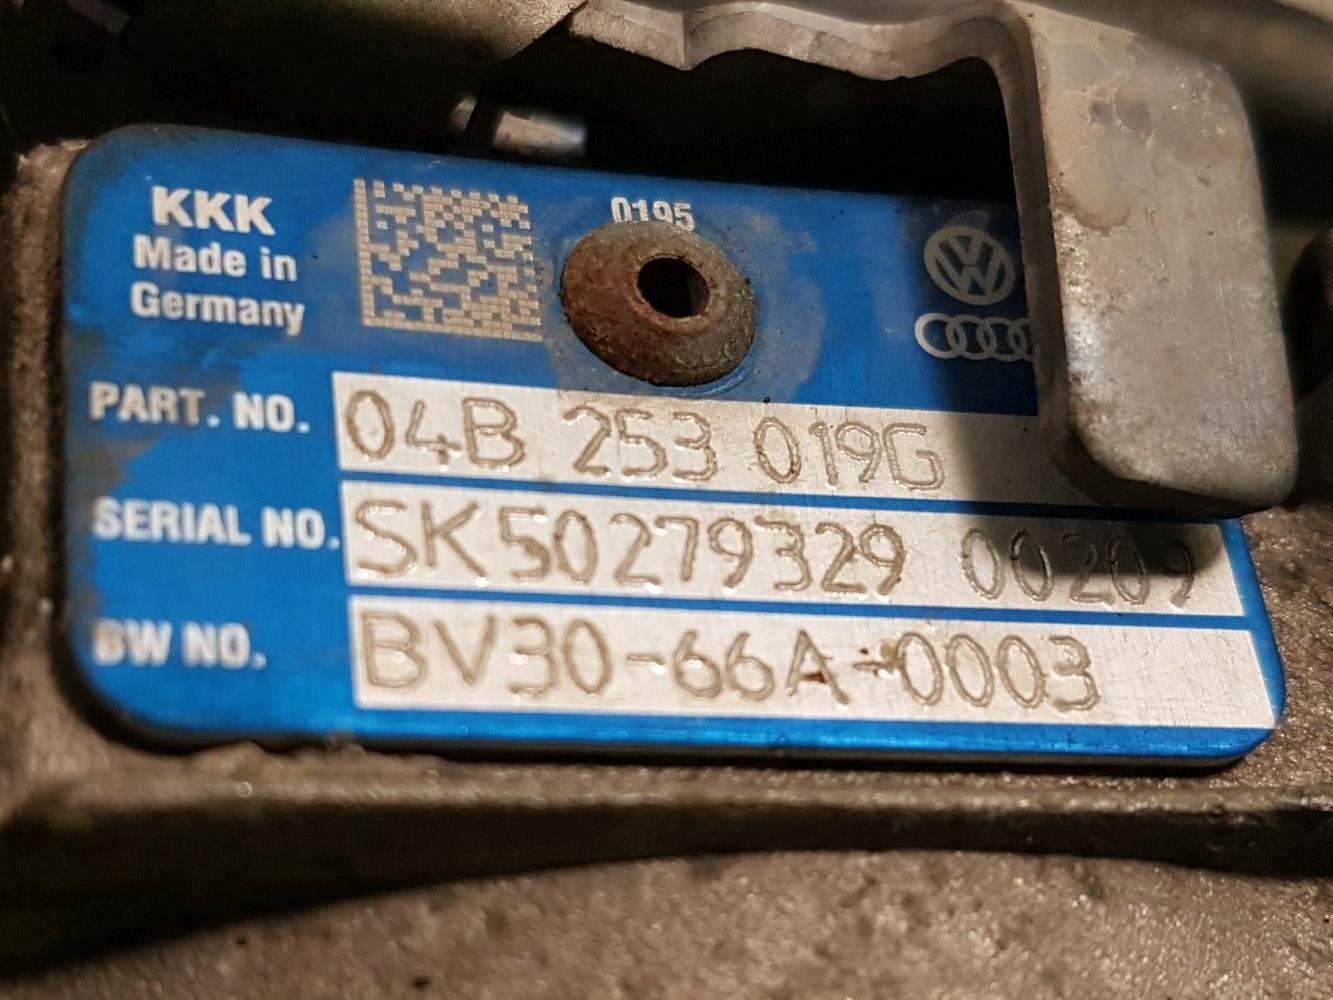 KKK
Made in
Germany
0195
PART. NO. 04B 253 019G
SERIAL NO. SK50279329 00209
BW NO. BV30-66A-0003